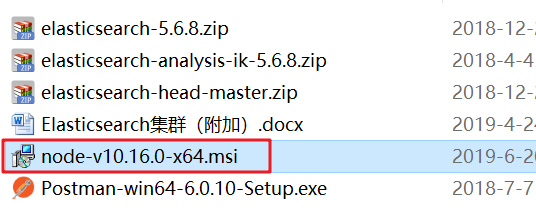 elasticsearch-5.6.8.zip 2018-12-2
elasticsearch-analysis-ik-5.6.8.zip 2018-4-4
elasticsearch-head-master.zip 2018-12-2
Elasticsearch集群（附加）.docx 2019-4-24
node-v10.16.0-x64.msi 2019-6-20
Postman-win64-6.0.10-Setup.exe 2018-7-7